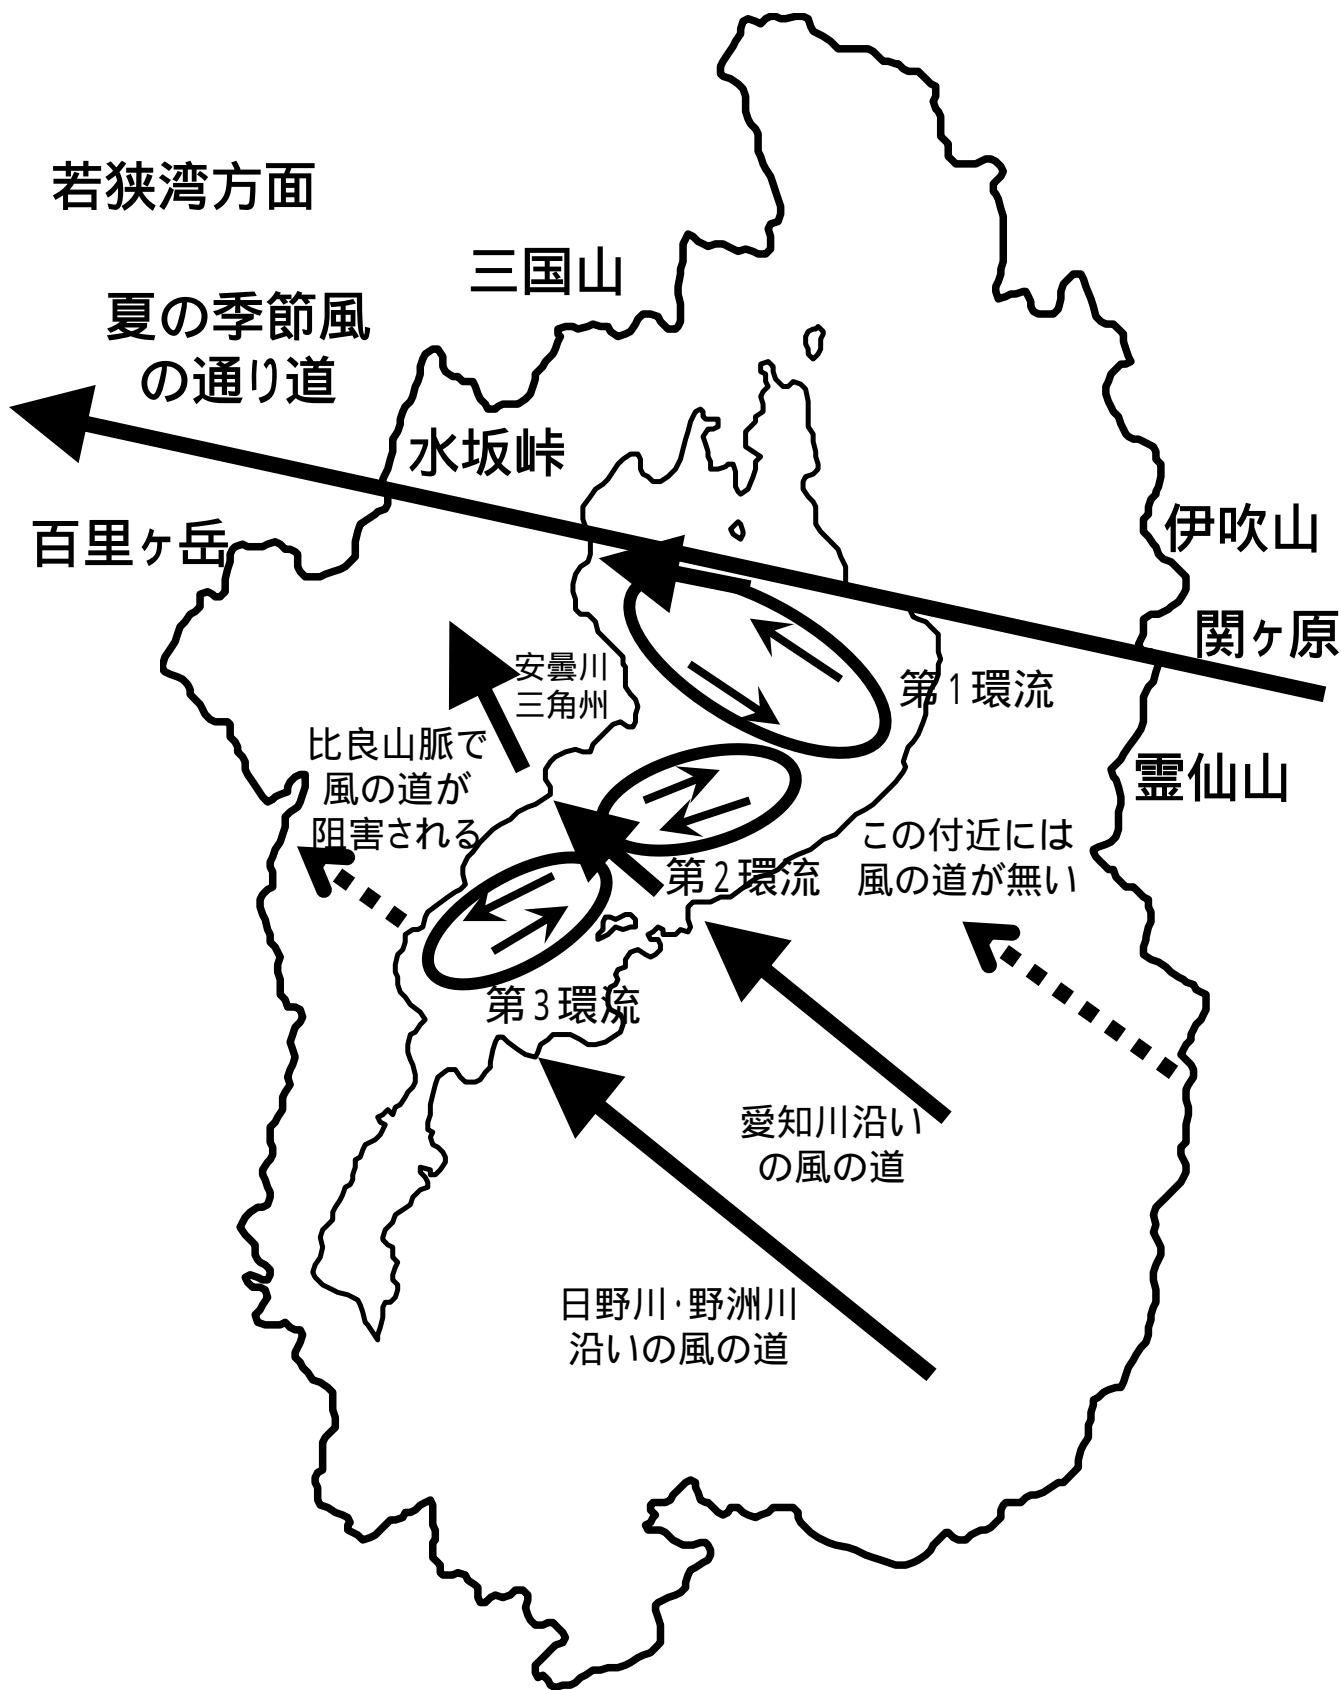 若狭湾方面
三国山
夏の季節風
の通り道
水坂峠
百里ヶ岳
伊吹山
関ヶ原
安曇川
三角州
第1環流
比良山脈で
風の道が
阻害される
霊仙山
この付近には
風の道が無い
第2環流
第3環流
愛知川沿い
の風の道
日野川・野洲川
沿いの風の道